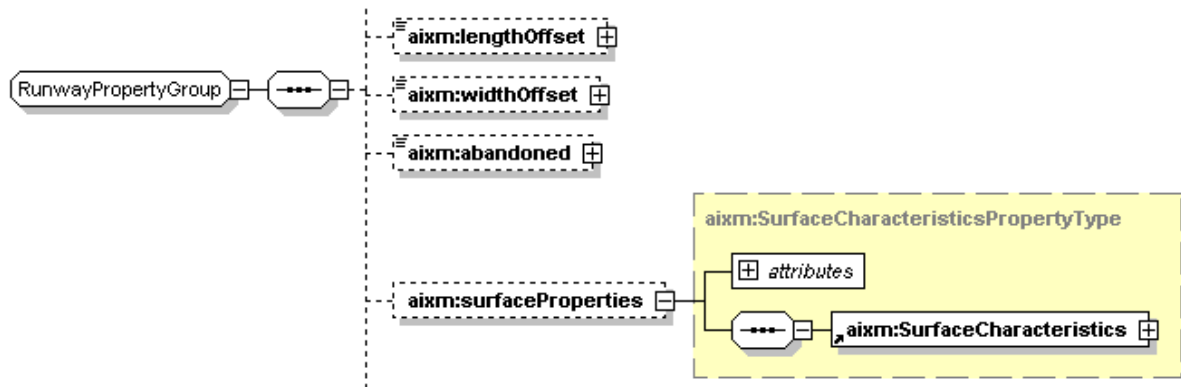 aixm:lengthOffset
RunwayPropertyGroup
aixm:widthOffset
aixm:abandoned
aixm:SurfaceCharacteristicsPropertyType
attributes
aixm:surfaceProperties
aixm:SurfaceCharacteristics